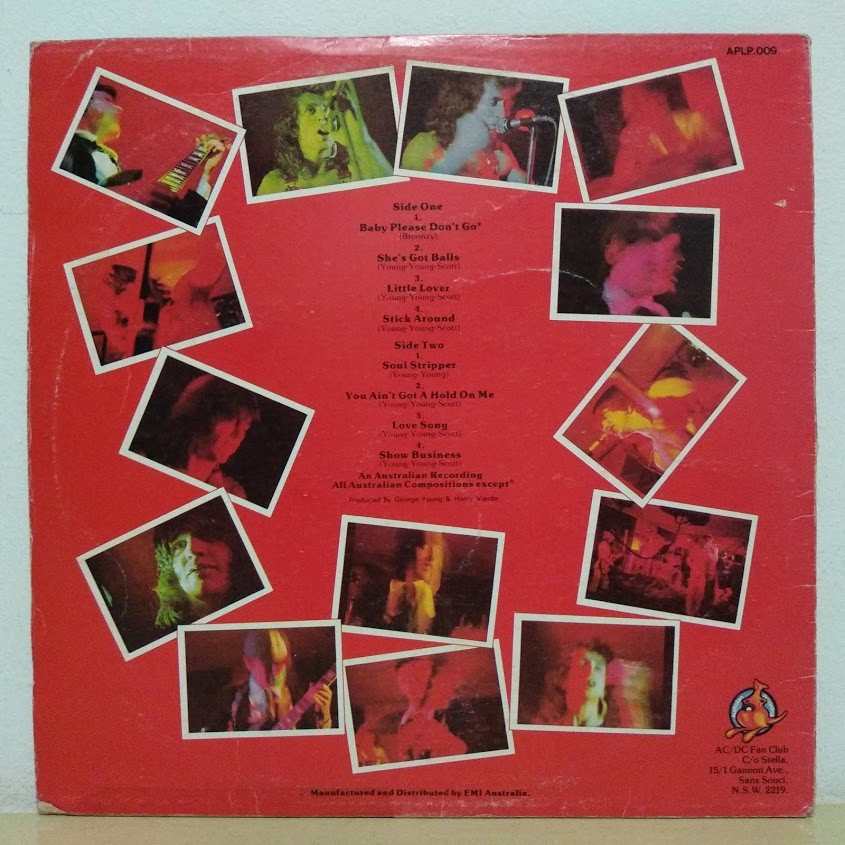 APLP.009
Side One
1.
Baby Please Don't Go*
(Broonzy)
2.
She's Got Balls
(Young-Young-Scott)
3.
Little Lover
(Young-Young-Scott)
4.
Stick Around
(Young-Young-Scott)
Side Two
1.
Soul Stripper
(Young-Young)
2.
You Ain't Got A Hold On Me
(Young-Young-Scott)
3.
Love Song
(Young-Young-Scott)
4.
Show Business
(Young-Young-Scott)
An Australian Recording
All Australian Compositions except*
Produced By George Young & Harry Vanda.
AC/DC Fan Club
C/o Stella,
15/1 Gannon Ave.,
Sans Souci,
N.S.W. 2219.
Manufactured and Distributed by EMI Australia.